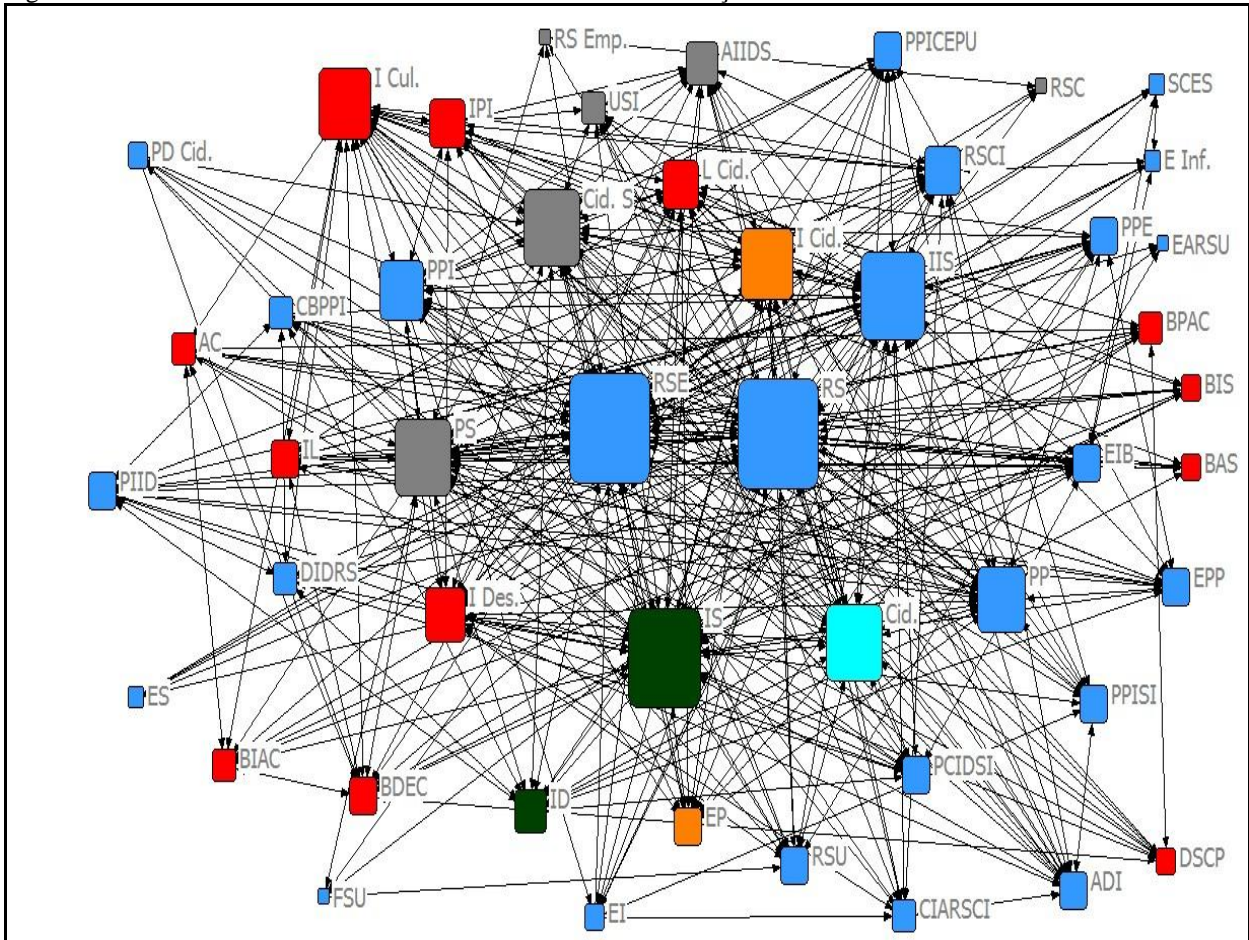 RS Emp.
AIIDS
PPICEPU
I Cul.
IPI
USI
RSC
SCES
PD Cid.
L Cid.
RSCI
E Inf.
Cid. S
I Cid.
PPE
EARSU
PPI
IIS
CBPPI
AC
BPAC
RSE
RS
BIS
PS
IL
EIB
BAS
PIID
DIDRS
I Des.
PP
EPP
IS
Cid.
ES
PPISI
BIAC
BDEC
ID
EP
PCIDSI
RSU
DSCP
FSU
EI
CIARSCI
ADI